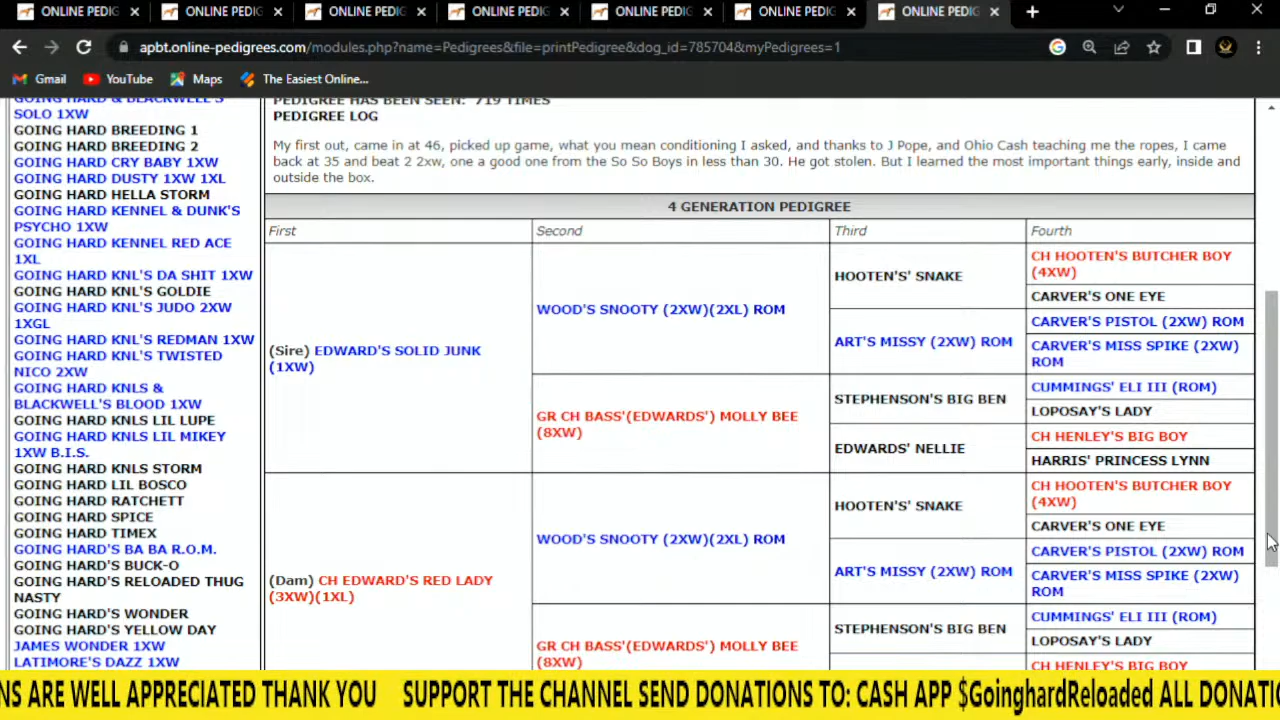 ONLINE PEDIG
ONLINE PEDIG
ONLINE PEDIG
ONLINE PEDIG
ONLINE PEDIG
ONLINE PEDIG
ONLINE PEDIG
apbt.online-pedigrees.com/modules.php?name=Pedigrees&file=printPedigree&dog_id=785704&myPedigrees=1
Gmail
YouTube
Maps
The Easiest Online...
GOING HARD & BLACKWELL'S
SOLO 1XW
GOING HARD BREEDING 1
GOING HARD BREEDING 2
GOING HARD CRY BABY 1XW
GOING HARD DUSTY 1XW 1XL
GOING HARD HELLA STORM
GOING HARD KENNEL & DUNK'S
PSYCHO 1XW
GOING HARD KENNEL RED ACE
1XL
GOING HARD KNL'S DA SHIT 1XW
GOING HARD KNL'S GOLDIE
GOING HARD KNL'S JUDO 2XW
1XGL
GOING HARD KNL'S REDMAN 1XW
GOING HARD KNL'S TWISTED
NICO 2XW
GOING HARD KNLS &
BLACKWELL'S BLOOD 1XW
GOING HARD KNLS LIL LUPE
GOING HARD KNLS LIL MIKEY
1XW B.I.S.
GOING HARD KNLS STORM
GOING HARD LIL BOSCO
GOING HARD RATCHETT
GOING HARD SPICE
GOING HARD TIMEX
GOING HARD'S BA BA R.O.M.
GOING HARD'S BUCK-O
GOING HARD'S RELOADED THUG
NASTY
GOING HARD'S WONDER
GOING HARD'S YELLOW DAY
JAMES WONDER 1XW
LATIMORE'S DAZZ 1XW
PEDIGREE HAS BEEN SEEN: 719 TIMES
PEDIGREE LOG
My first out, came in at 46, picked up game, what you mean conditioning I asked, and thanks to J Pope, and Ohio Cash teaching me the ropes, I came
back at 35 and beat 2 2xw, one a good one from the So So Boys in less than 30. He got stolen. But I learned the most important things early, inside and
outside the box.
4 GENERATION PEDIGREE
First
Second
Third
Fourth
(Sire) EDWARD'S SOLID JUNK
(1XW)
WOOD'S SNOOTY (2XW)(2XL) ROM
HOOTEN'S' SNAKE
CH HOOTEN'S BUTCHER BOY
(4XW)
CARVER'S ONE EYE
ART'S MISSY (2XW) ROM
CARVER'S PISTOL (2XW) ROM
CARVER'S MISS SPIKE (2XW)
ROM
GR CH BASS'(EDWARDS') MOLLY BEE
(8XW)
STEPHENSON'S BIG BEN
CUMMINGS' ELI III (ROM)
LOPOSAY'S LADY
EDWARDS' NELLIE
CH HENLEY'S BIG BOY
HARRIS' PRINCESS LYNN
(Dam) CH EDWARD'S RED LADY
(3XW)(1XL)
WOOD'S SNOOTY (2XW)(2XL) ROM
HOOTEN'S' SNAKE
CH HOOTEN'S BUTCHER BOY
(4XW)
CARVER'S ONE EYE
ART'S MISSY (2XW) ROM
CARVER'S PISTOL (2XW) ROM
CARVER'S MISS SPIKE (2XW)
ROM
GR CH BASS'(EDWARDS') MOLLY BEE
(8XW)
STEPHENSON'S BIG BEN
CUMMINGS' ELI III (ROM)
LOPOSAY'S LADY
CH HENLEY'S BIG BOY
NS ARE WELL APPRECIATED THANK YOU SUPPORT THE CHANNEL SEND DONATIONS TO: CASH APP $GoinghardReloaded ALL DONATIO